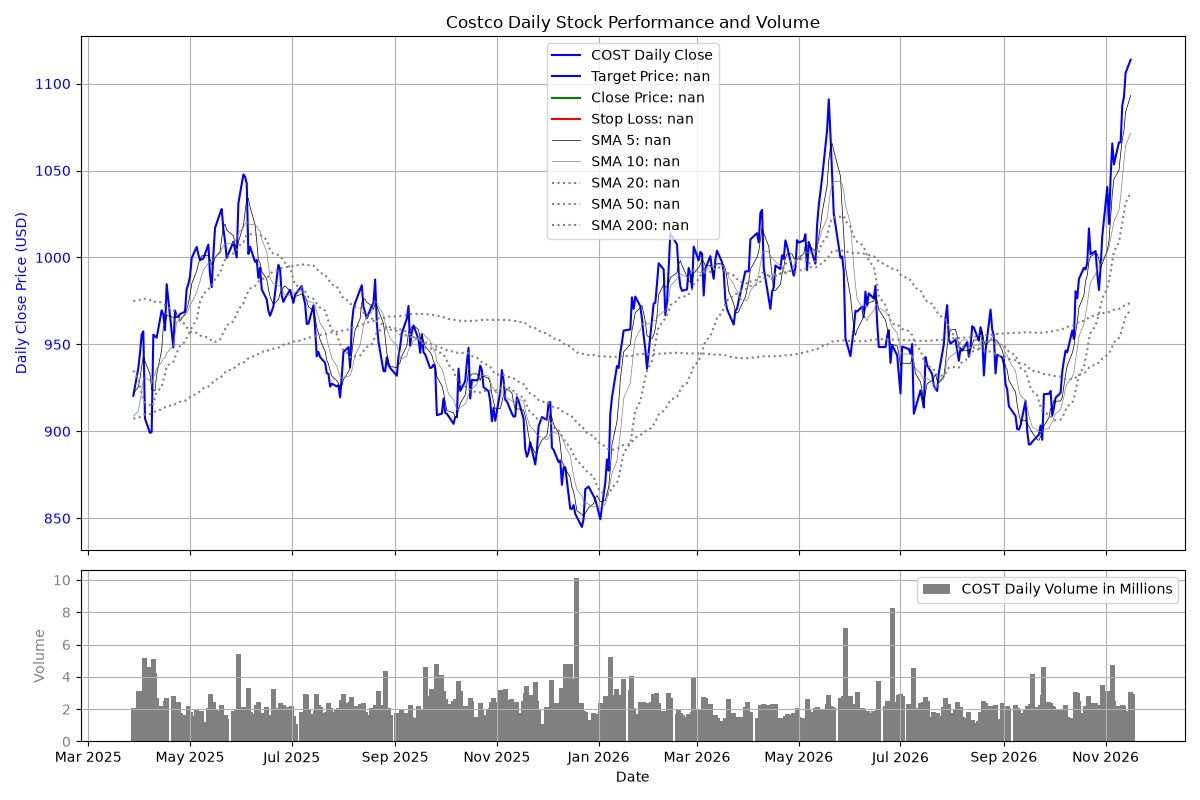 Costco Daily Stock Performance and Volume
COST Daily Close
Target Price: nan
Close Price: nan
Stop Loss: nan
SMA 5: nan
SMA 10: nan
SMA 20: nan
SMA 50: nan
SMA 200: nan
Daily Close Price (USD)
1100
1050
1000
950
900
850
COST Daily Volume in Millions
Volume
10
8
6
4
2
0
Mar 2025 May 2025 Jul 2025 Sep 2025 Nov 2025 Jan 2026 Mar 2026 May 2026 Jul 2026 Sep 2026 Nov 2026
Date